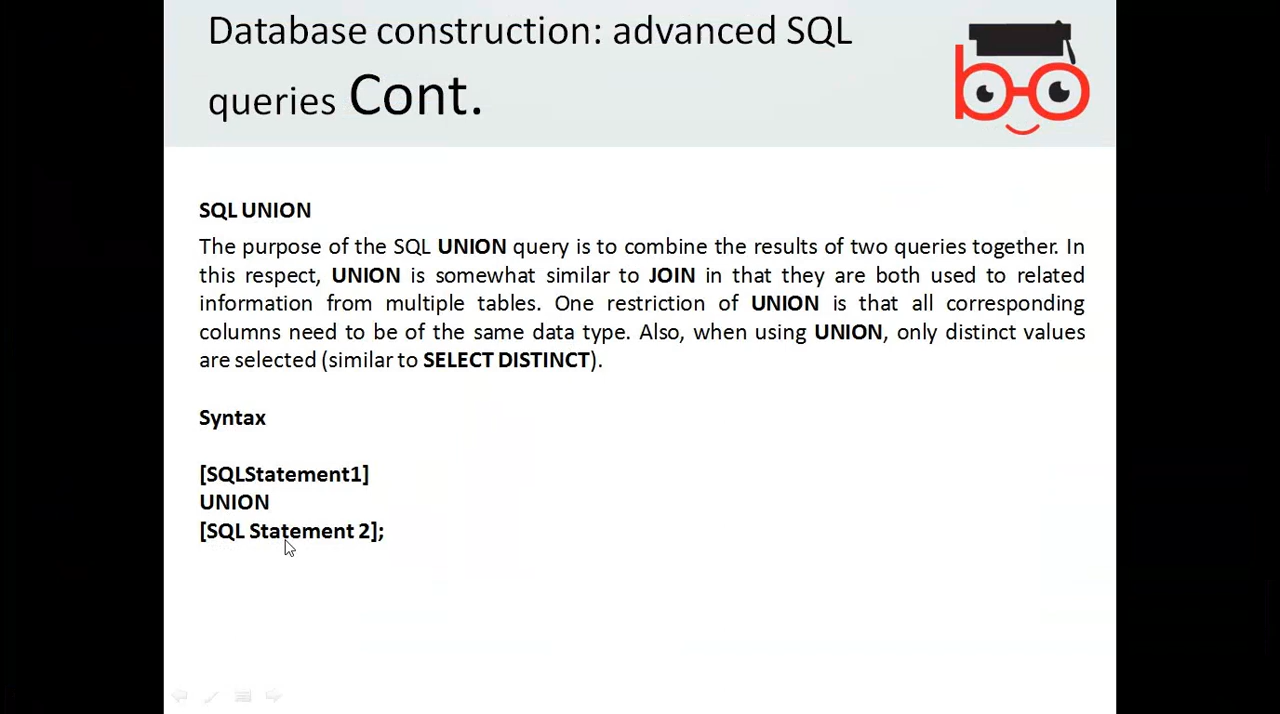 Database construction: advanced SQL
queries Cont.
SQL UNION
The purpose of the SQL UNION query is to combine the results of two queries together. In
this respect, UNION is somewhat similar to JOIN in that they are both used to related
information from multiple tables. One restriction of UNION is that all corresponding
columns need to be of the same data type. Also, when using UNION, only distinct values
are selected (similar to SELECT DISTINCT).
Syntax
[SQLStatement1]
UNION
[SQL Statement 2];